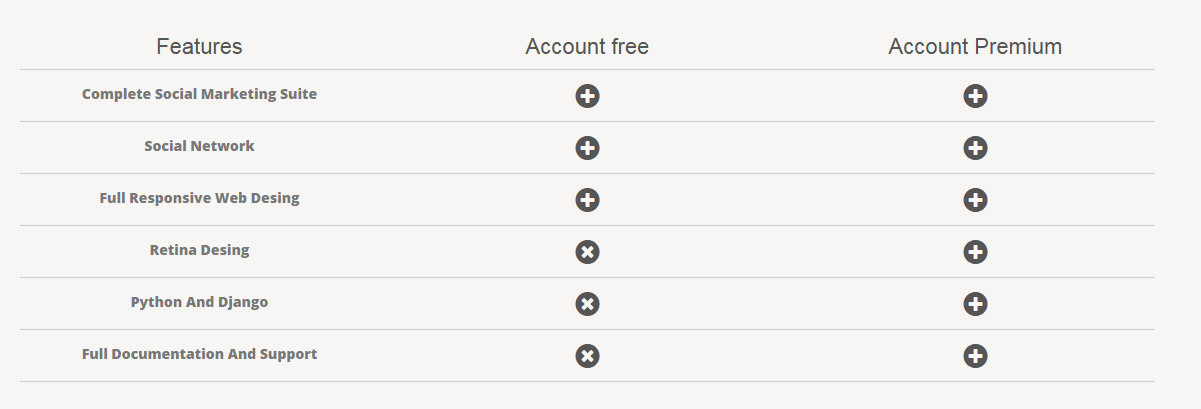 Features Account free Account Premium
Complete Social Marketing Suite
Social Network
Full Responsive Web Desing
Retina Desing
Python And Django
Full Documentation And Support